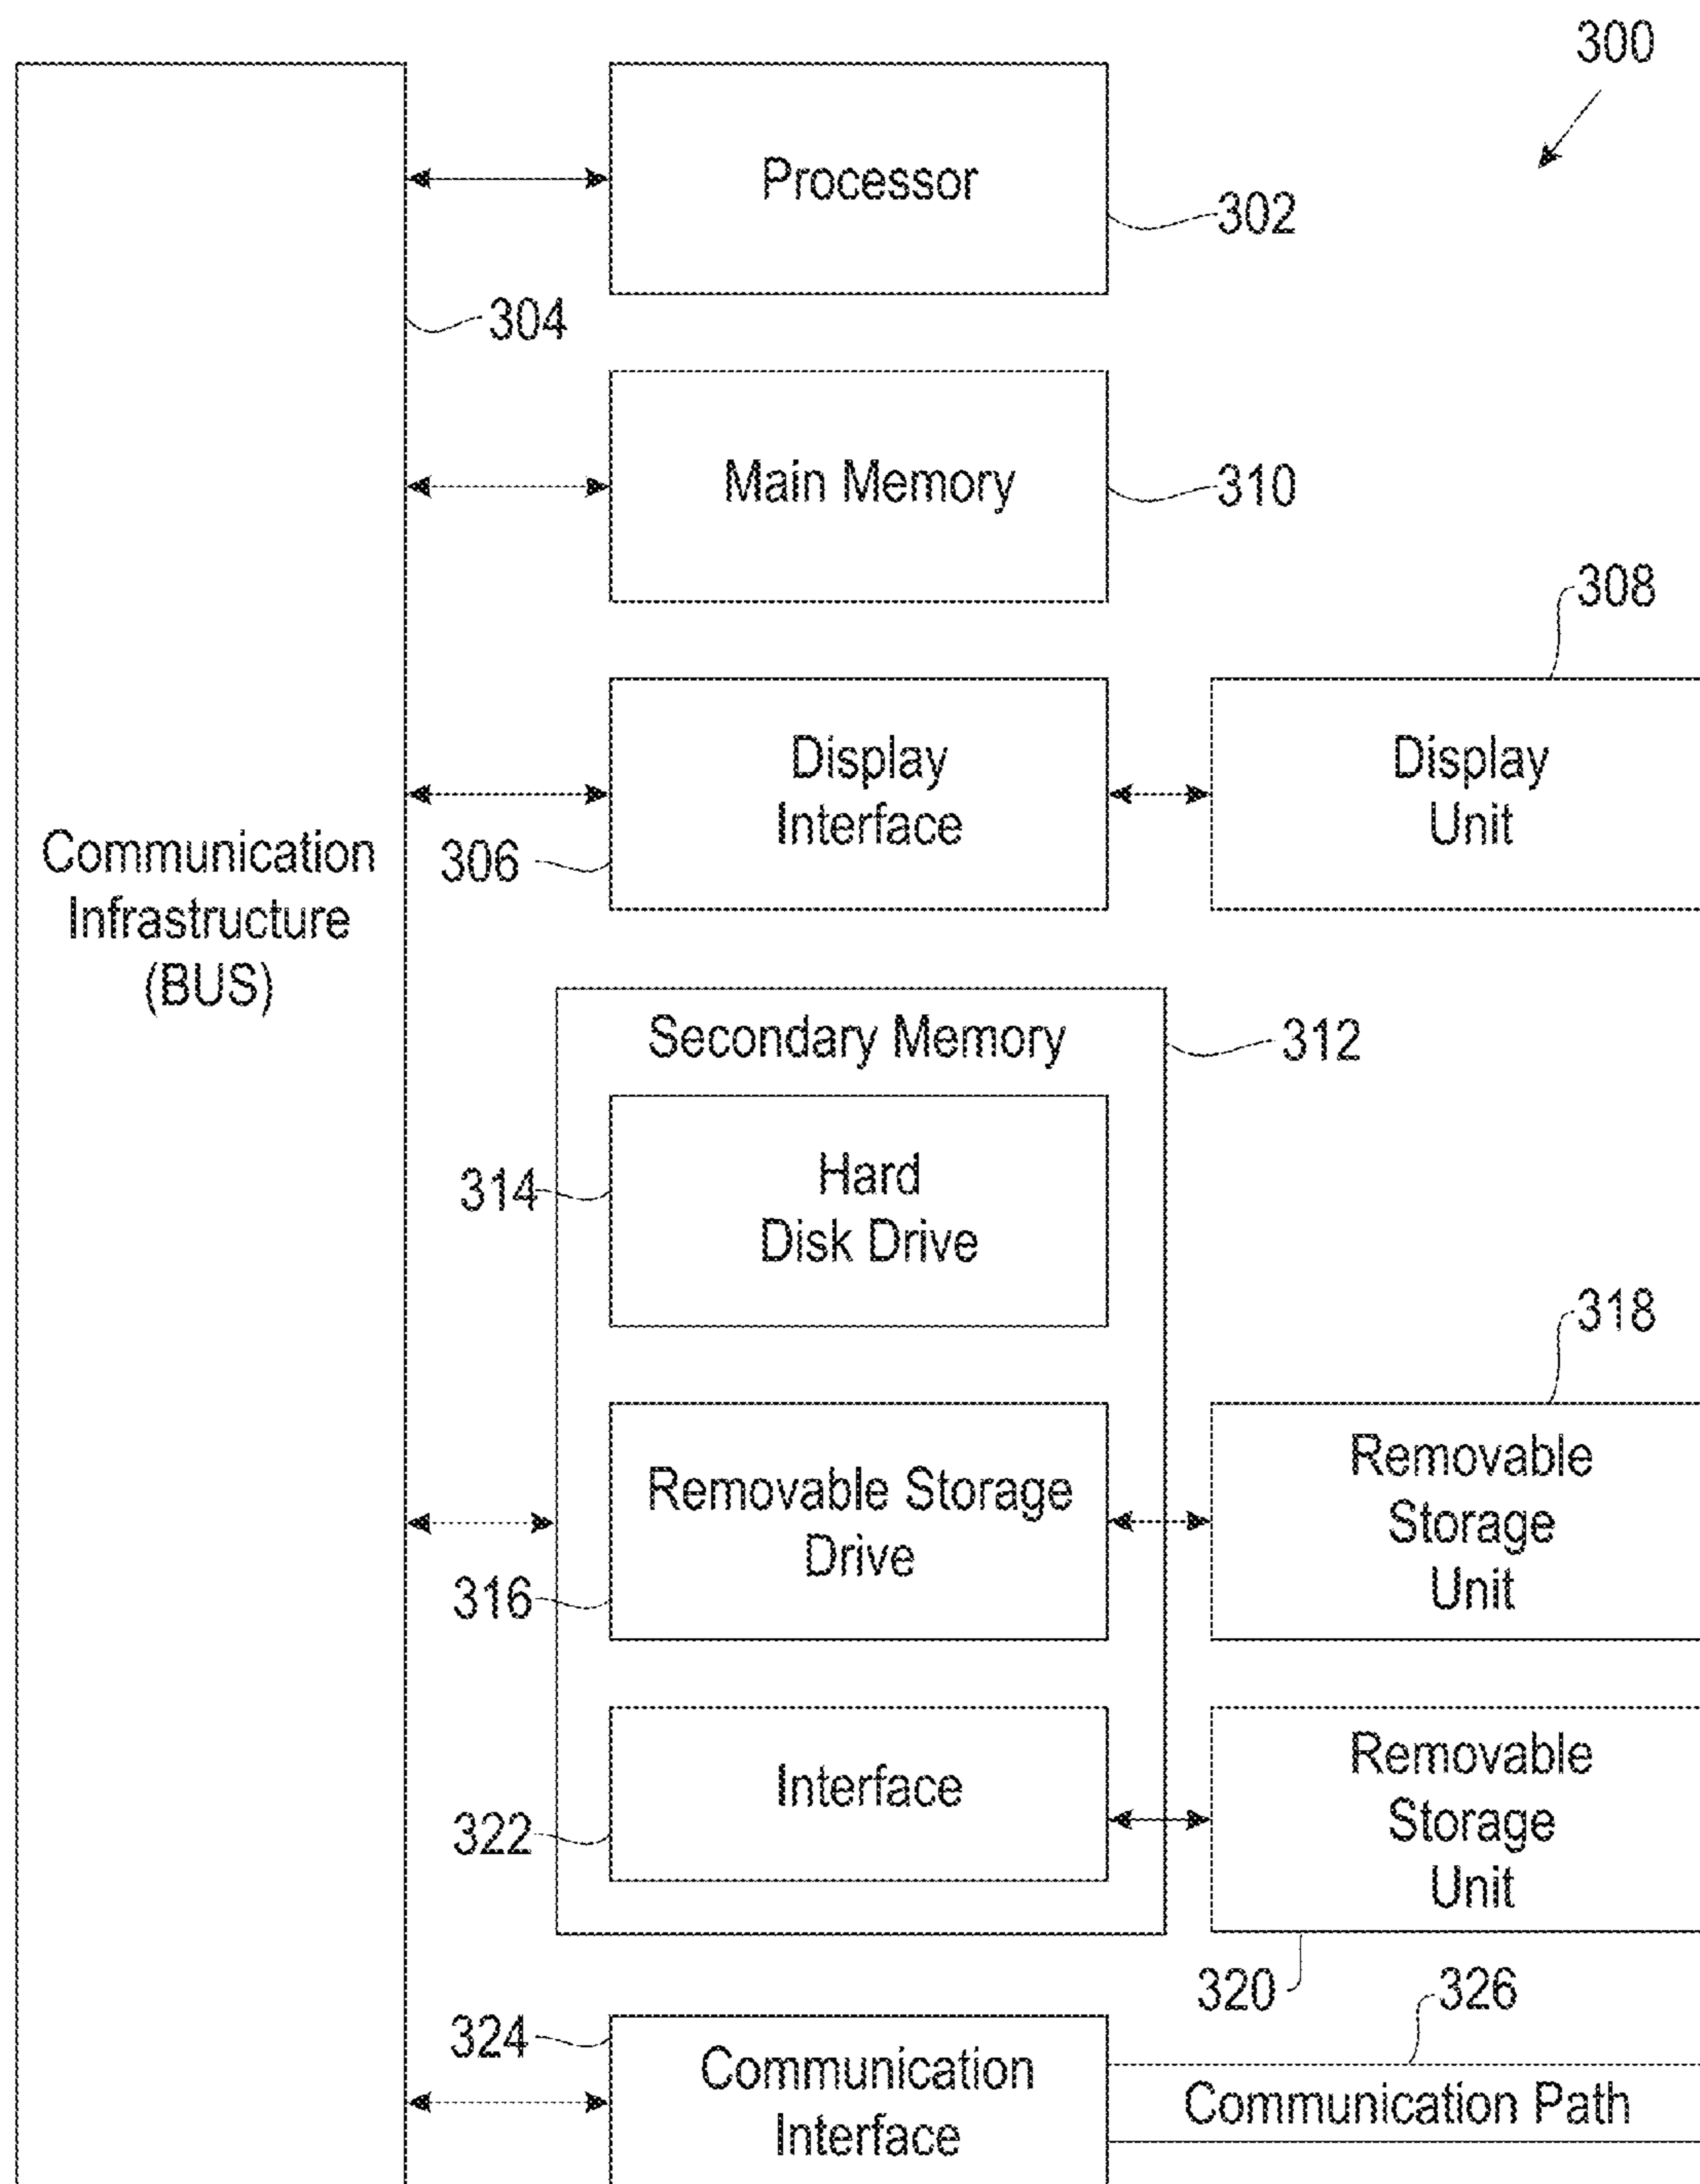 300
Processor
302
304
Main Memory
310
308
Display
Interface
306
Display
Unit
Communication
Infrastructure
(BUS)
Secondary Memory
312
Hard
Disk Drive
314
318
Removable Storage
Drive
316
Removable
Storage
Unit
Interface
322
Removable
Storage
Unit
320
326
324
Communication
Interface
Communication Path